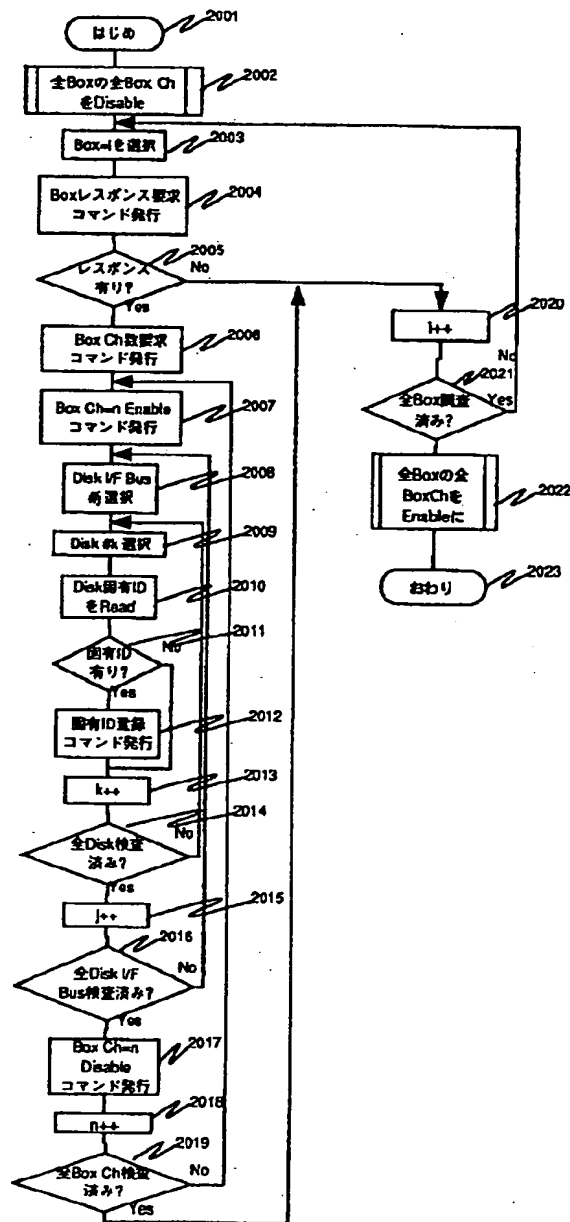 はじめ
2001
全Boxの全Box Ch
をDisable
2002
Box=iを選択
2003
Boxレスポンス要求
コマンド発行
2004
レスポンス
有り?
2005
No
Yes
Box Ch数要求
コマンド発行
2006
Box Ch=n Enable
コマンド発行
2007
Disk I/F Bus
#j選択
2008
Disk #k 選択
2009
Disk固有ID
をRead
2010
固有ID
有り?
2011
No
Yes
固有ID登録
コマンド発行
2012
k++
2013
全Disk検査
済み?
2014
No
Yes
j++
2015
全Disk I/F
Bus検査済み?
2016
No
Yes
Box Ch=n
Disable
コマンド発行
2017
n++
2018
全Box Ch検査
済み?
2019
No
Yes
i++
2020
No
全Box調査
済み?
2021
Yes
全Boxの全
BoxChを
Enableに
2022
おわり
2023